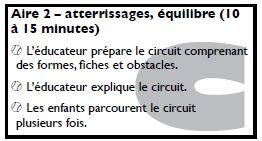 Aire 2 – atterrissages, équilibre (10
à 15 minutes)
L'éducateur prépare le circuit comprenant
des formes, fiches et obstacles.
L'éducateur explique le circuit.
Les enfants parcourent le circuit
plusieurs fois.